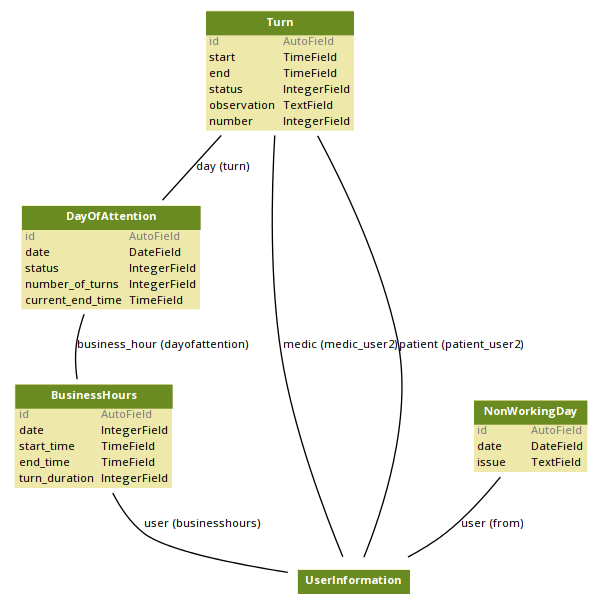 Turn
id AutoField
start TimeField
end TimeField
status IntegerField
observation TextField
number IntegerField
day (turn)
DayOfAttention
id AutoField
date DateField
status IntegerField
number_of_turns IntegerField
current_end_time TimeField
business_hour (dayofattention)
medic (medic_user2)
patient (patient_user2)
BusinessHours
id AutoField
date IntegerField
start_time TimeField
end_time TimeField
turn_duration IntegerField
NonWorkingDay
id AutoField
date DateField
issue TextField
user (businesshours)
user (from)
UserInformation